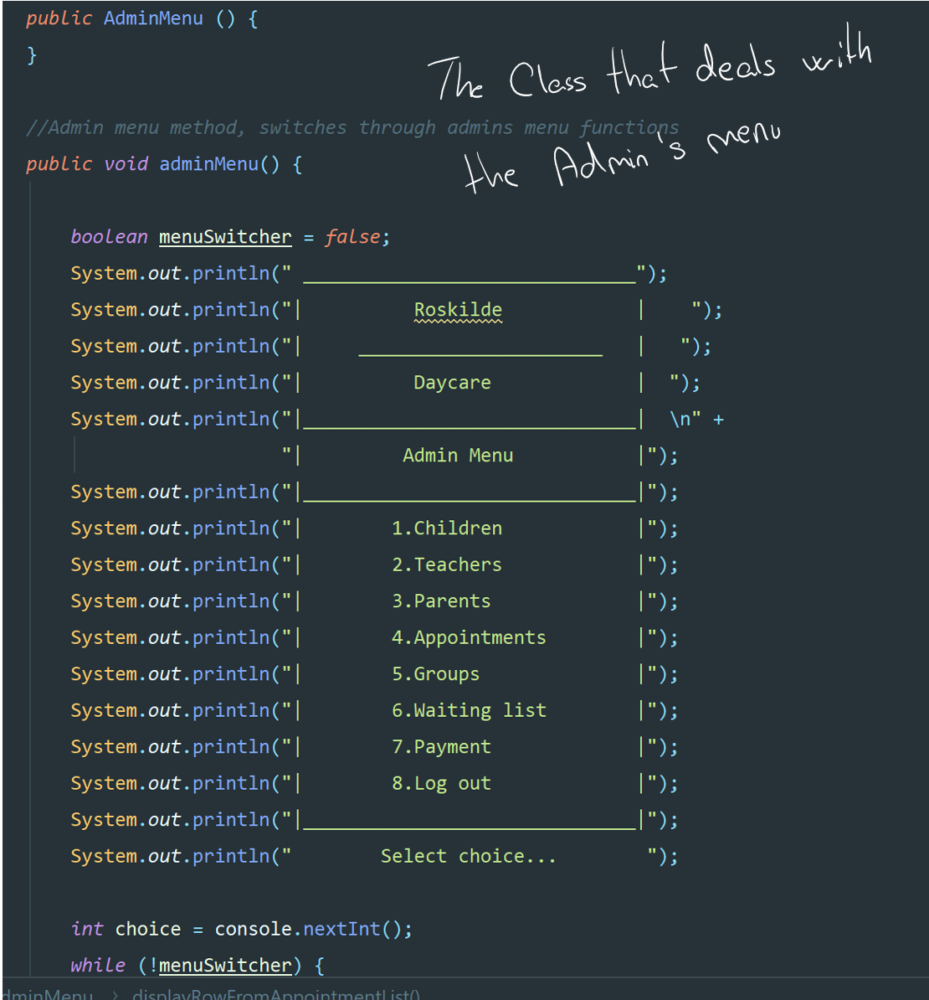 public AdminMenu () {
}
The Class that deals with
//Admin menu method, switches through admins menu functions
the Admin's menu
public void adminMenu() {
boolean menuSwitcher = false;
System.out.println(" ______________________________");
System.out.println("|          Roskilde            |    ");
System.out.println("|     ______________________   |   ");
System.out.println("|          Daycare             |  ");
System.out.println("|______________________________|  \n" +
"|         Admin Menu           |");
System.out.println("|______________________________|");
System.out.println("|        1.Children            |");
System.out.println("|        2.Teachers            |");
System.out.println("|        3.Parents             |");
System.out.println("|        4.Appointments        |");
System.out.println("|        5.Groups              |");
System.out.println("|        6.Waiting list        |");
System.out.println("|        7.Payment             |");
System.out.println("|        8.Log out             |");
System.out.println("|______________________________|");
System.out.println("        Select choice...        ");
int choice = console.nextInt();
while (!menuSwitcher) {
dminMenu > displayRowFromAppointmentList()